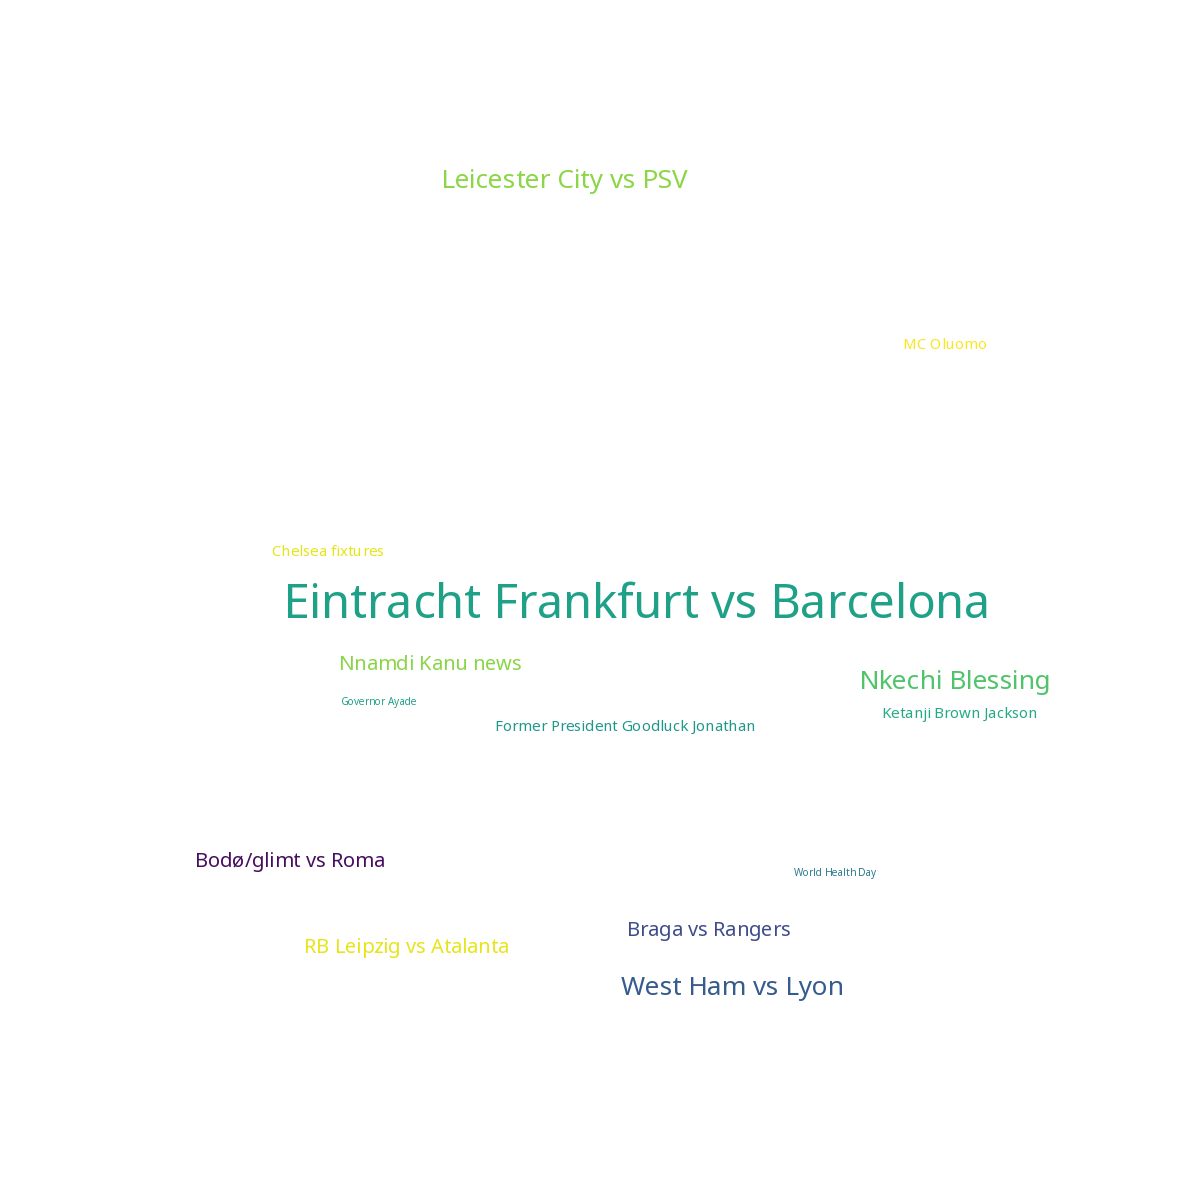 Leicester City vs PSV
MC Oluomo
Chelsea fixtures
Eintracht Frankfurt vs Barcelona
Nnamdi Kanu news
Nkechi Blessing
Governor Ayade
Ketanji Brown Jackson
Former President Goodluck Jonathan
Bodø/glimt vs Roma
World Health Day
Braga vs Rangers
RB Leipzig vs Atalanta
West Ham vs Lyon